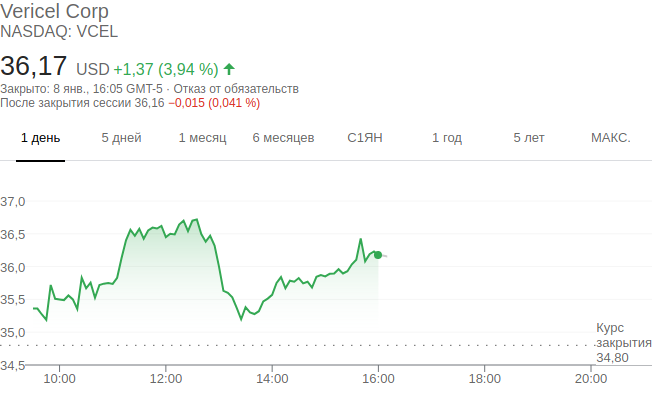 Vericel Corp
NASDAQ: VCEL
36,17 USD +1,37 (3,94 %)
Закрыто: 8 янв., 16:05 GMT-5 · Отказ от обязательств
После закрытия сессии 36,16 −0,015 (0,041 %)
1 день 5 дней 1 месяц 6 месяцев С1ЯН 1 год 5 лет МАКС.
37,0
36,5
36,0
35,5
35,0
Курс
закрытия
34,80
34,5
10:00 12:00 14:00 16:00 18:00 20:00